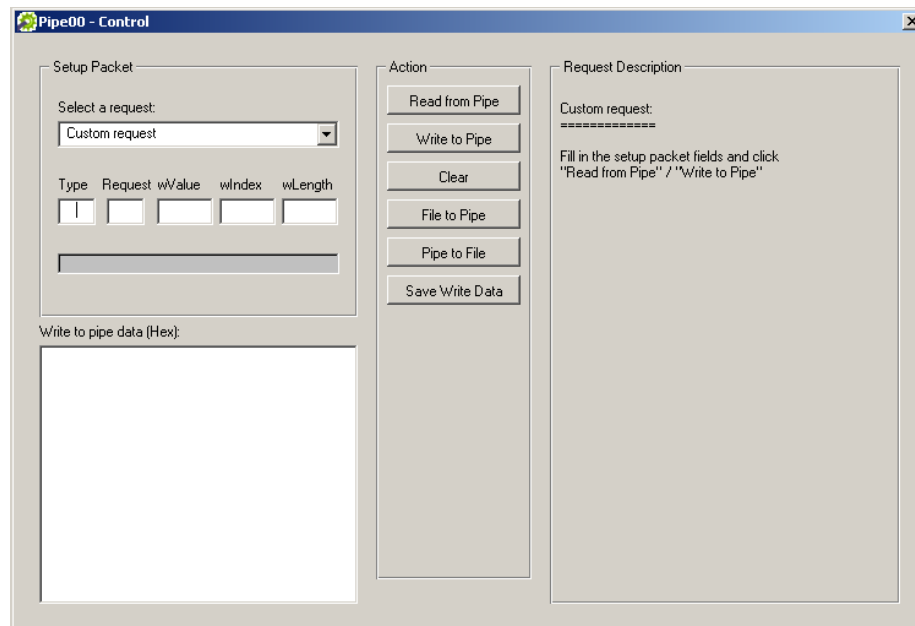 Pipe00 - Control
Setup Packet
Select a request:
Custom request
Type Request wValue wIndex wLength
Write to pipe data (Hex):
Action
Read from Pipe
Write to Pipe
Clear
File to Pipe
Pipe to File
Save Write Data
Request Description
Custom request:
=============
Fill in the setup packet fields and click
"Read from Pipe" / "Write to Pipe"